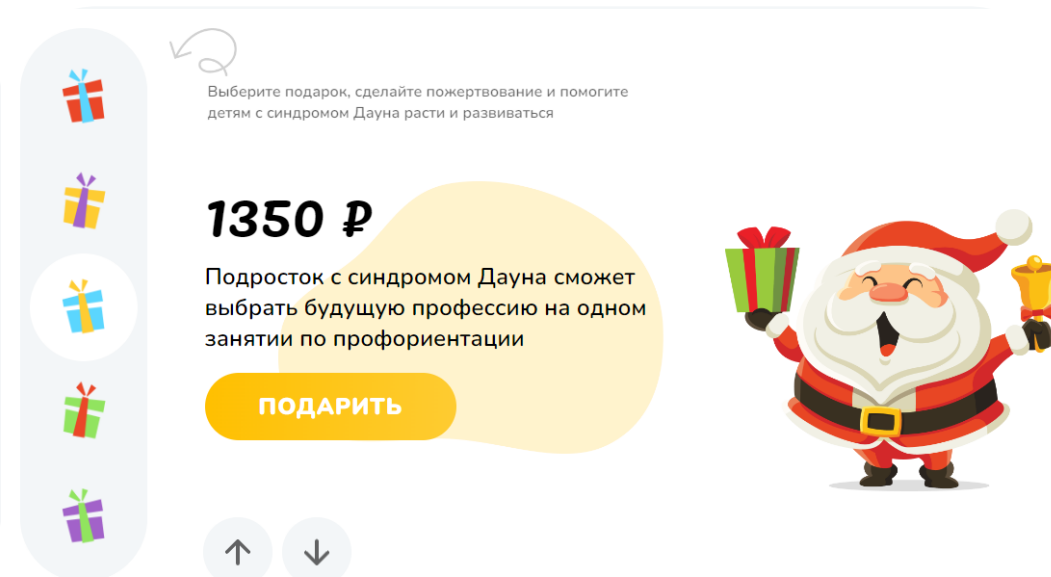 Выберите подарок, сделайте пожертвование и помогите
детям с синдромом Дауна расти и развиваться
1350 ₽
Подросток с синдромом Дауна сможет
выбрать будущую профессию на одном
занятии по профориентации
ПОДАРИТЬ